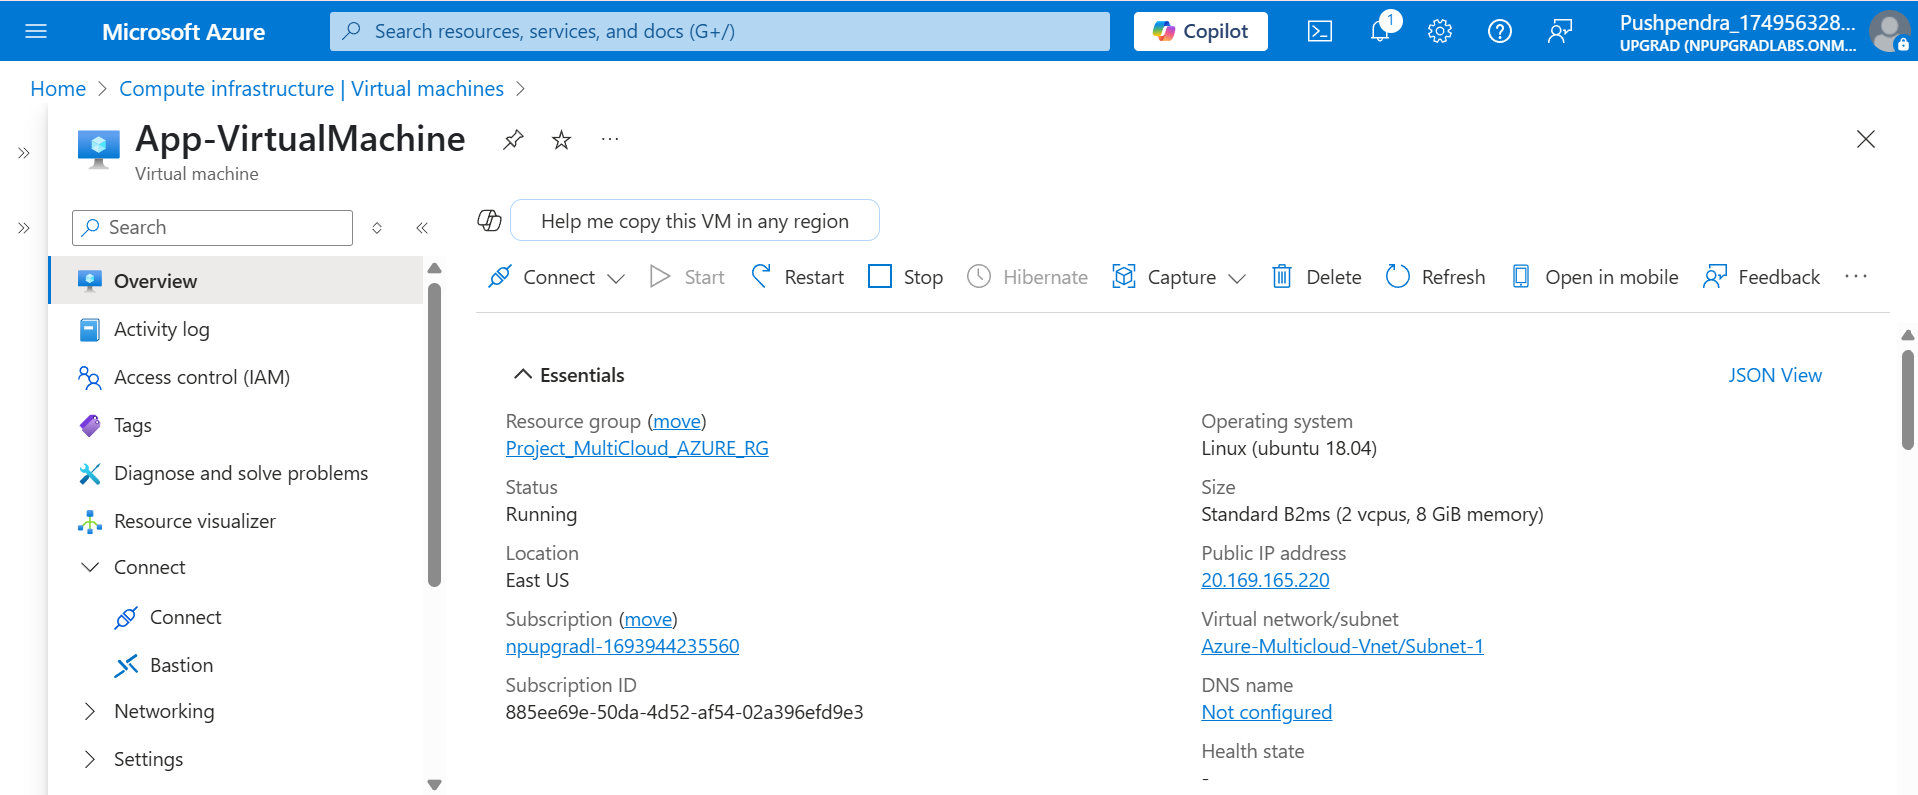 Microsoft Azure
Search resources, services, and docs (G+/)
Copilot
1
Pushpendra_174956328...
UPGRAD (NPUPGRADLABS.ONM...
Home > Compute infrastructure | Virtual machines >
App-VirtualMachine
Virtual machine
Search
Help me copy this VM in any region
Connect Start Restart Stop Hibernate Capture Delete Refresh Open in mobile Feedback
Overview
Activity log
Access control (IAM)
Tags
Diagnose and solve problems
Resource visualizer
Connect
Connect
Bastion
Networking
Settings
Essentials
JSON View
Resource group (move)
Project_MultiCloud_AZURE_RG
Status
Running
Location
East US
Subscription (move)
npupgradl-1693944235560
Subscription ID
885ee69e-50da-4d52-af54-02a396efd9e3
Operating system
Linux (ubuntu 18.04)
Size
Standard B2ms (2 vcpus, 8 GiB memory)
Public IP address
20.169.165.220
Virtual network/subnet
Azure-Multicloud-Vnet/Subnet-1
DNS name
Not configured
Health state
-